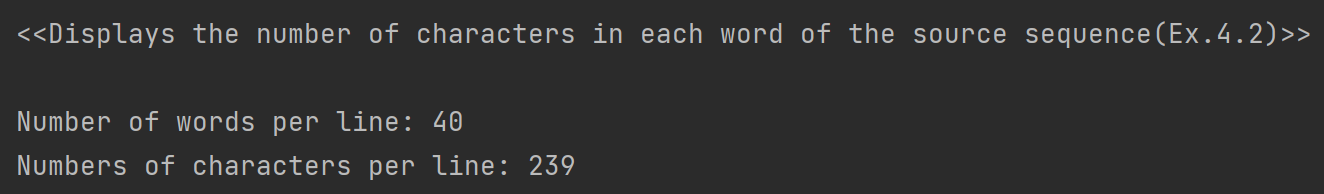 <<Displays the number of characters in each word of the source sequence(Ex.4.2)>>
Number of words per line: 40
Numbers of characters per line: 239